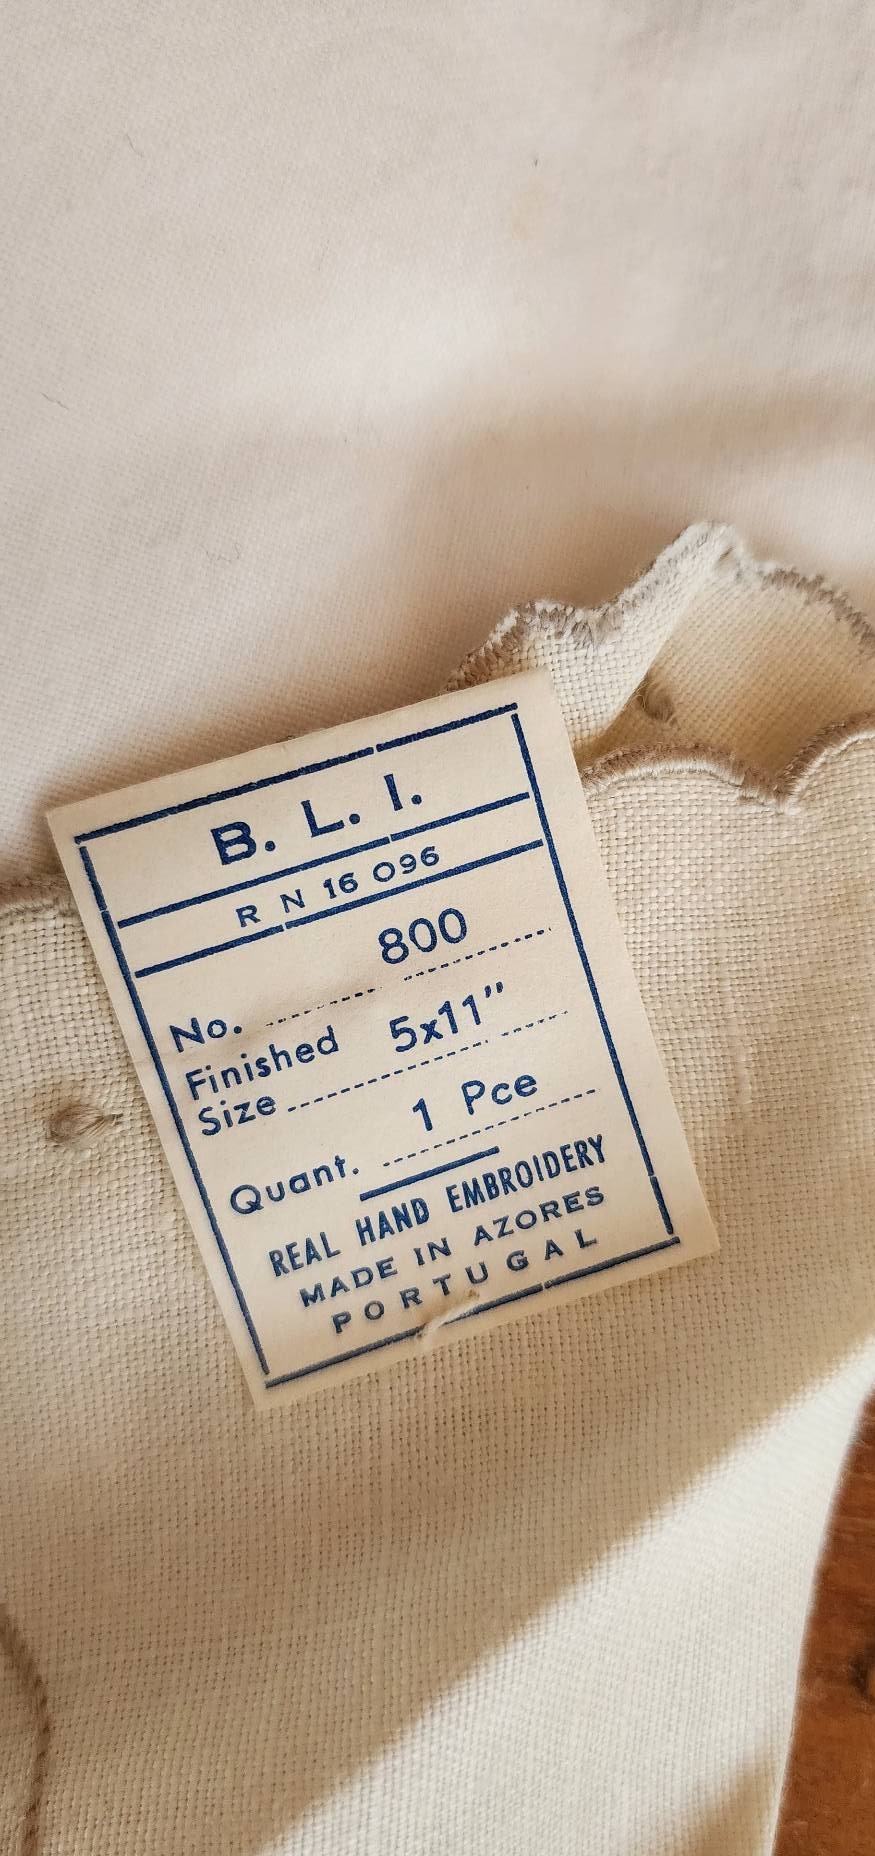 B. L. I.
R N 16 096
No. 800
Finished
Size 5x11"
Quant. 1 Pce
REAL HAND EMBROIDERY
MADE IN AZORES
PORTUGAL